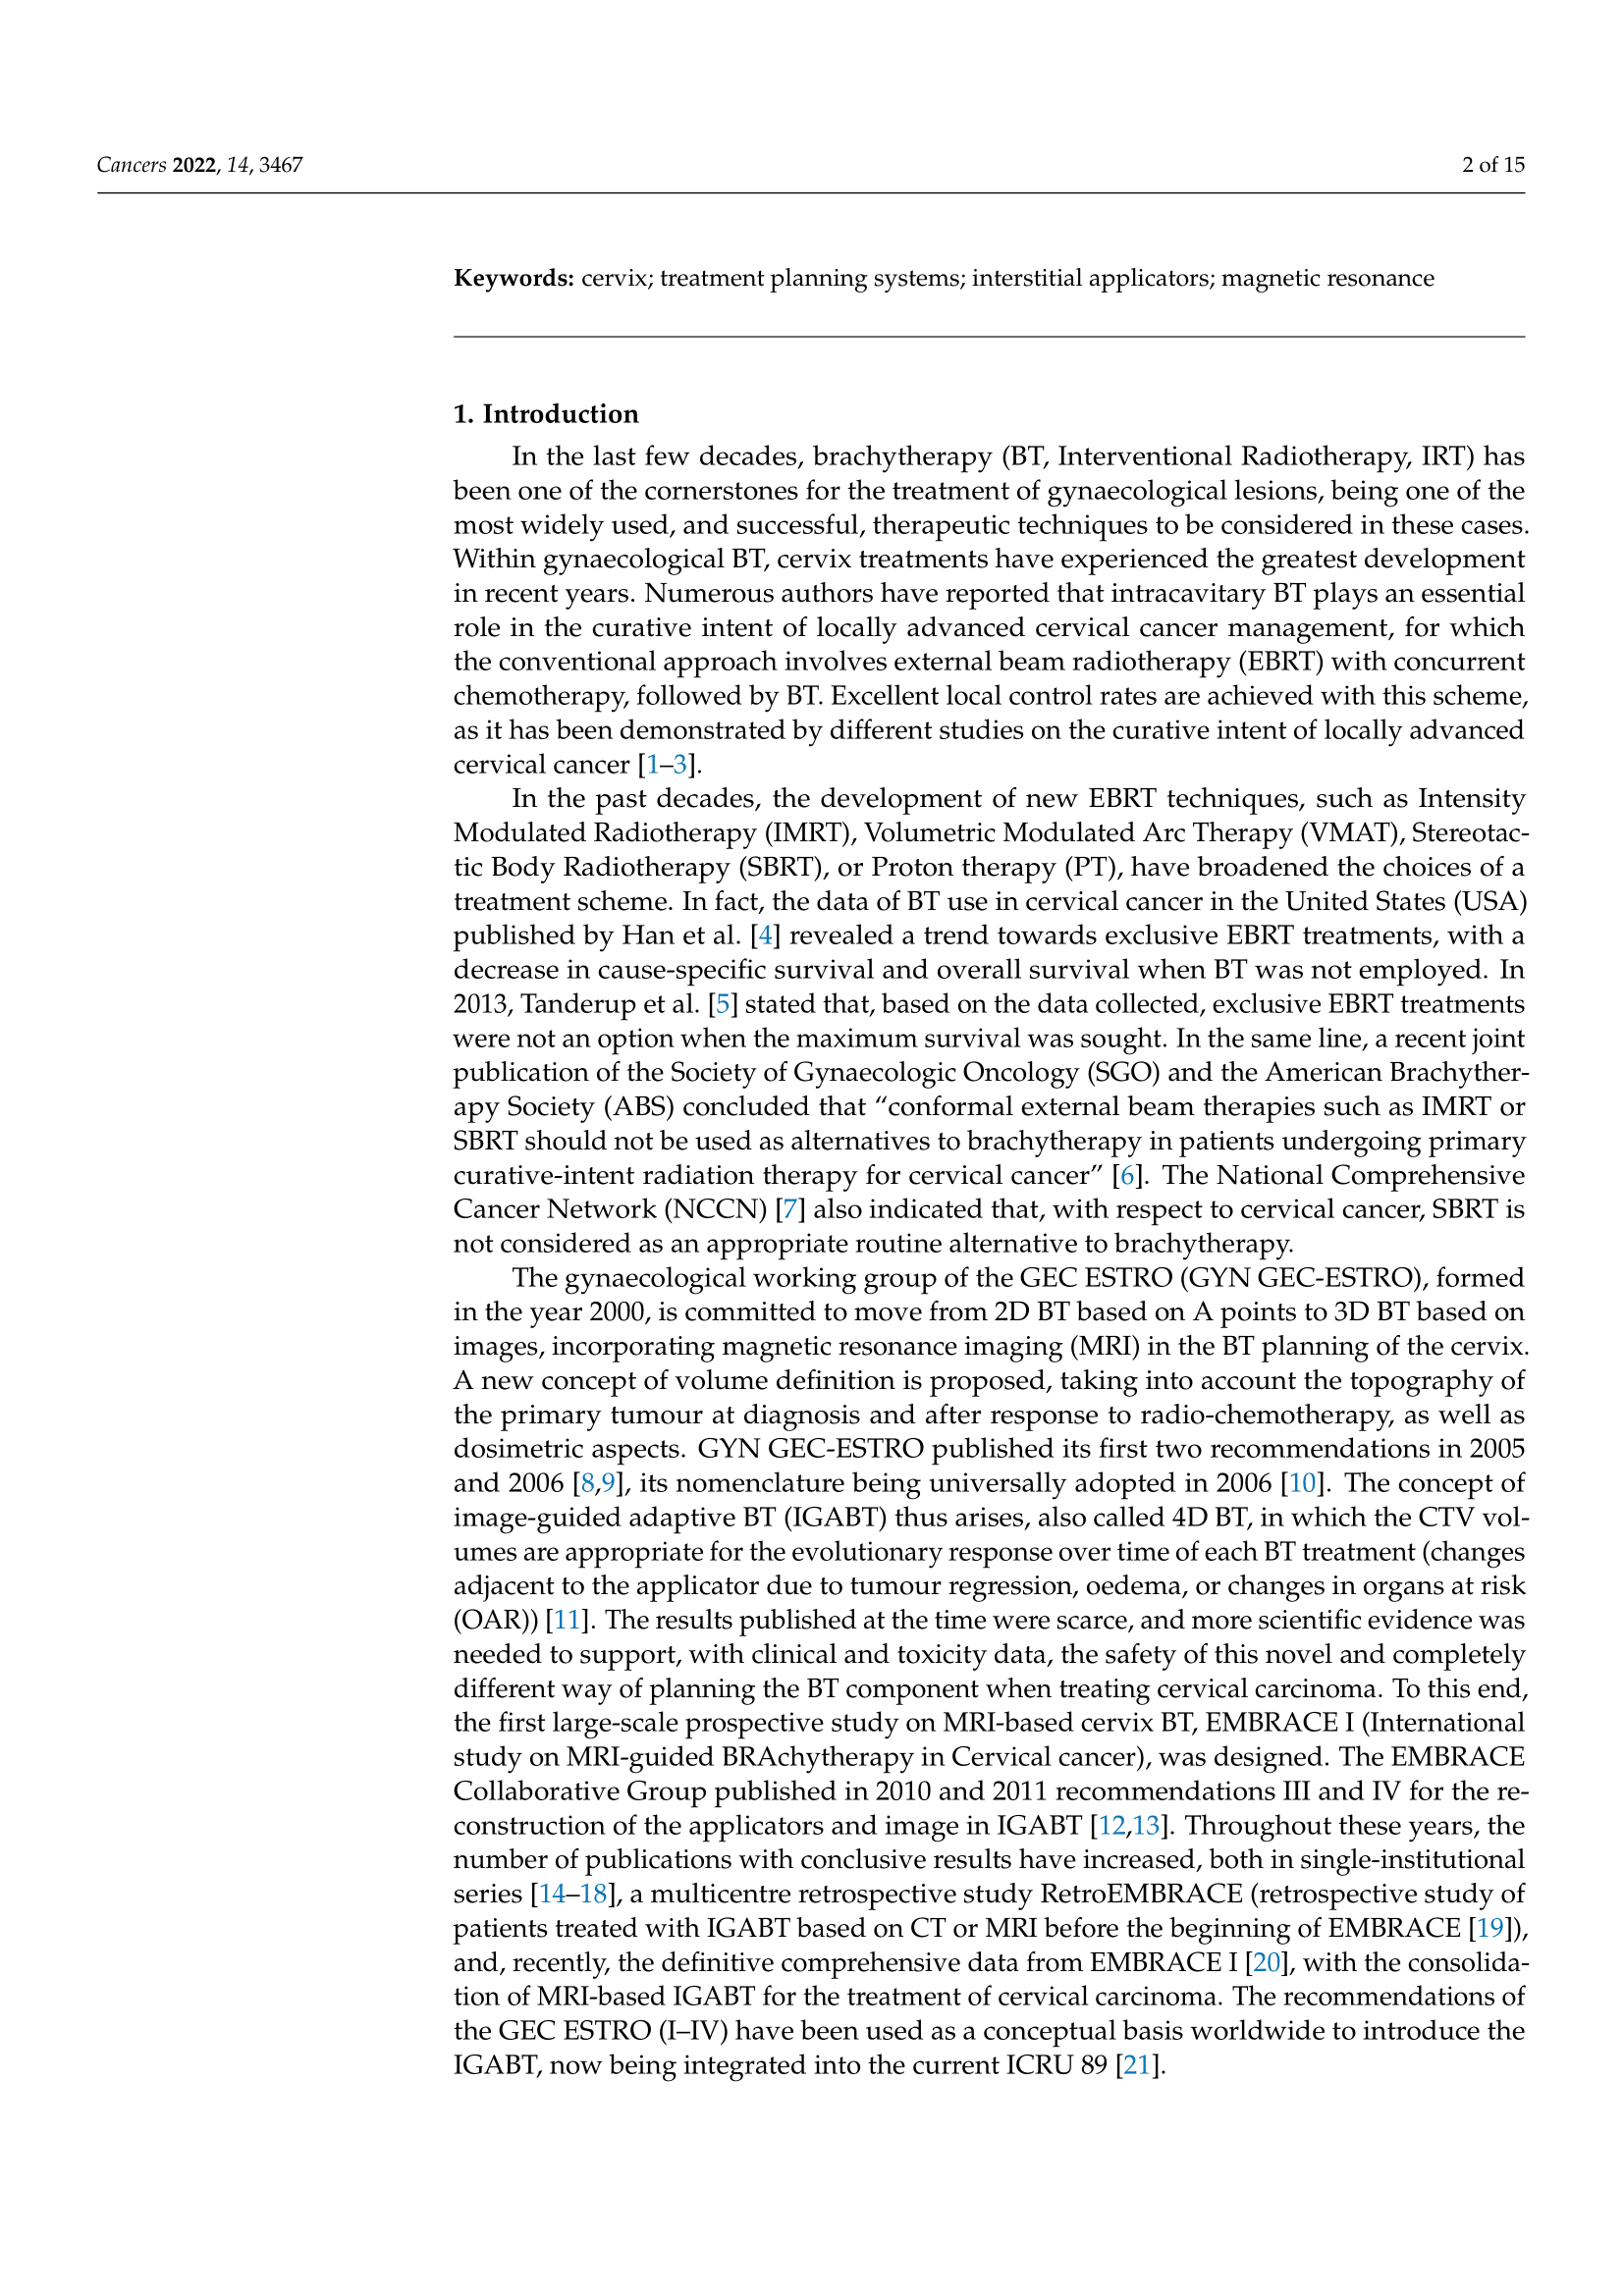 Cancers 2022, 14, 3467
2 of 15
Keywords: cervix; treatment planning systems; interstitial applicators; magnetic resonance
1. Introduction
In the last few decades, brachytherapy (BT, Interventional Radiotherapy, IRT) has
been one of the cornerstones for the treatment of gynaecological lesions, being one of the
most widely used, and successful, therapeutic techniques to be considered in these cases.
Within gynaecological BT, cervix treatments have experienced the greatest development
in recent years. Numerous authors have reported that intracavitary BT plays an essential
role in the curative intent of locally advanced cervical cancer management, for which
the conventional approach involves external beam radiotherapy (EBRT) with concurrent
chemotherapy, followed by BT. Excellent local control rates are achieved with this scheme,
as it has been demonstrated by different studies on the curative intent of locally advanced
cervical cancer [1–3].
In the past decades, the development of new EBRT techniques, such as Intensity
Modulated Radiotherapy (IMRT), Volumetric Modulated Arc Therapy (VMAT), Stereotac-
tic Body Radiotherapy (SBRT), or Proton therapy (PT), have broadened the choices of a
treatment scheme. In fact, the data of BT use in cervical cancer in the United States (USA)
published by Han et al. [4] revealed a trend towards exclusive EBRT treatments, with a
decrease in cause-specific survival and overall survival when BT was not employed. In
2013, Tanderup et al. [5] stated that, based on the data collected, exclusive EBRT treatments
were not an option when the maximum survival was sought. In the same line, a recent joint
publication of the Society of Gynaecologic Oncology (SGO) and the American Brachyther-
apy Society (ABS) concluded that “conformal external beam therapies such as IMRT or
SBRT should not be used as alternatives to brachytherapy in patients undergoing primary
curative-intent radiation therapy for cervical cancer” [6]. The National Comprehensive
Cancer Network (NCCN) [7] also indicated that, with respect to cervical cancer, SBRT is
not considered as an appropriate routine alternative to brachytherapy.
The gynaecological working group of the GEC ESTRO (GYN GEC-ESTRO), formed
in the year 2000, is committed to move from 2D BT based on A points to 3D BT based on
images, incorporating magnetic resonance imaging (MRI) in the BT planning of the cervix.
A new concept of volume definition is proposed, taking into account the topography of
the primary tumour at diagnosis and after response to radio-chemotherapy, as well as
dosimetric aspects. GYN GEC-ESTRO published its first two recommendations in 2005
and 2006 [8,9], its nomenclature being universally adopted in 2006 [10]. The concept of
image-guided adaptive BT (IGABT) thus arises, also called 4D BT, in which the CTV vol-
umes are appropriate for the evolutionary response over time of each BT treatment (changes
adjacent to the applicator due to tumour regression, oedema, or changes in organs at risk
(OAR)) [11]. The results published at the time were scarce, and more scientific evidence was
needed to support, with clinical and toxicity data, the safety of this novel and completely
different way of planning the BT component when treating cervical carcinoma. To this end,
the first large-scale prospective study on MRI-based cervix BT, EMBRACE I (International
study on MRI-guided BRAchytherapy in Cervical cancer), was designed. The EMBRACE
Collaborative Group published in 2010 and 2011 recommendations III and IV for the re-
construction of the applicators and image in IGABT [12,13]. Throughout these years, the
number of publications with conclusive results have increased, both in single-institutional
series [14–18], a multicentre retrospective study RetroEMBRACE (retrospective study of
patients treated with IGABT based on CT or MRI before the beginning of EMBRACE [19]),
and, recently, the definitive comprehensive data from EMBRACE I [20], with the consolida-
tion of MRI-based IGABT for the treatment of cervical carcinoma. The recommendations of
the GEC ESTRO (I–IV) have been used as a conceptual basis worldwide to introduce the
IGABT, now being integrated into the current ICRU 89 [21].